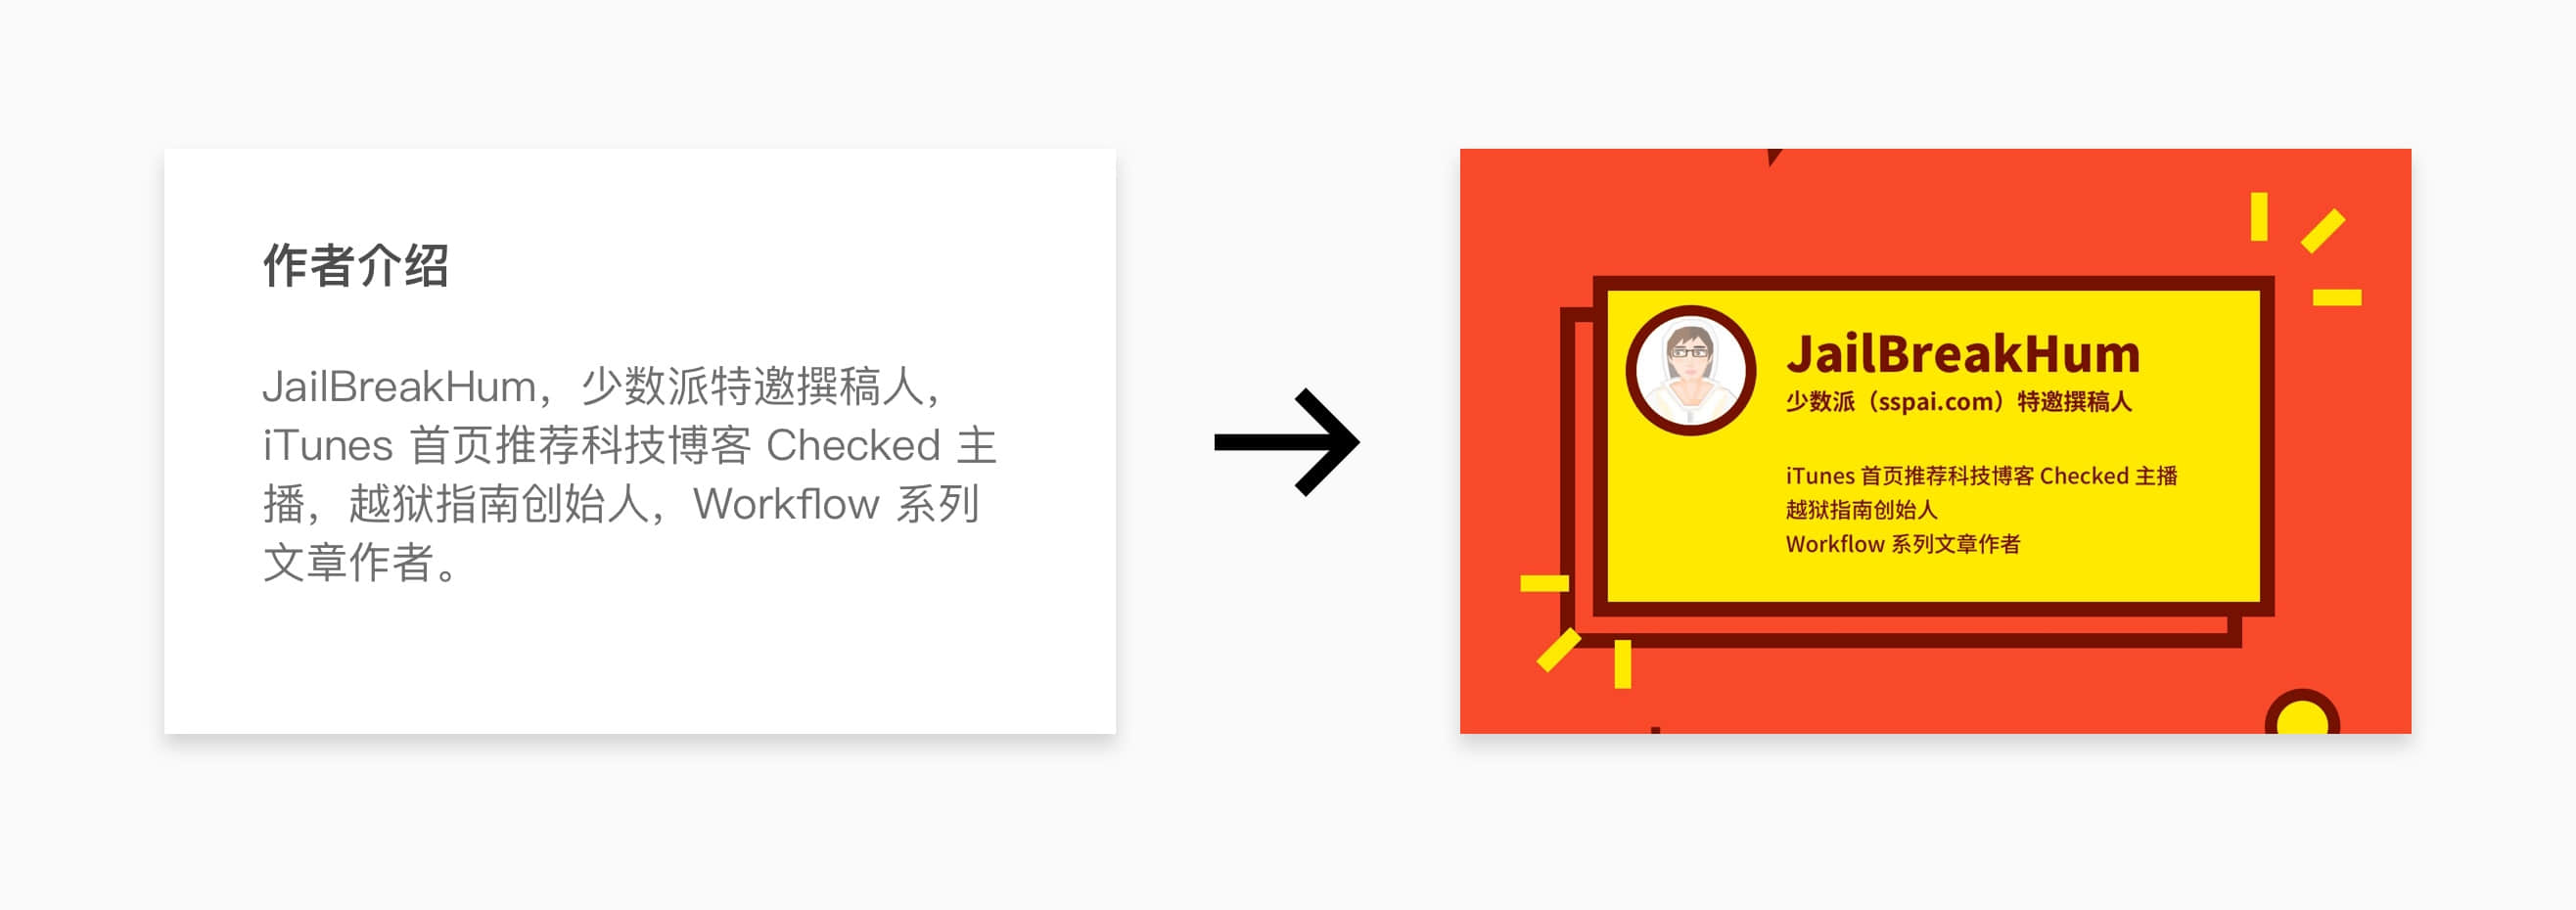 作者介绍
JailBreakHum，少数派特邀撰稿人，
iTunes 首页推荐科技博客 Checked 主
播，越狱指南创始人，Workflow 系列
文章作者。
JailBreakHum
少数派（sspai.com）特邀撰稿人
iTunes 首页推荐科技博客 Checked 主播
越狱指南创始人
Workflow 系列文章作者